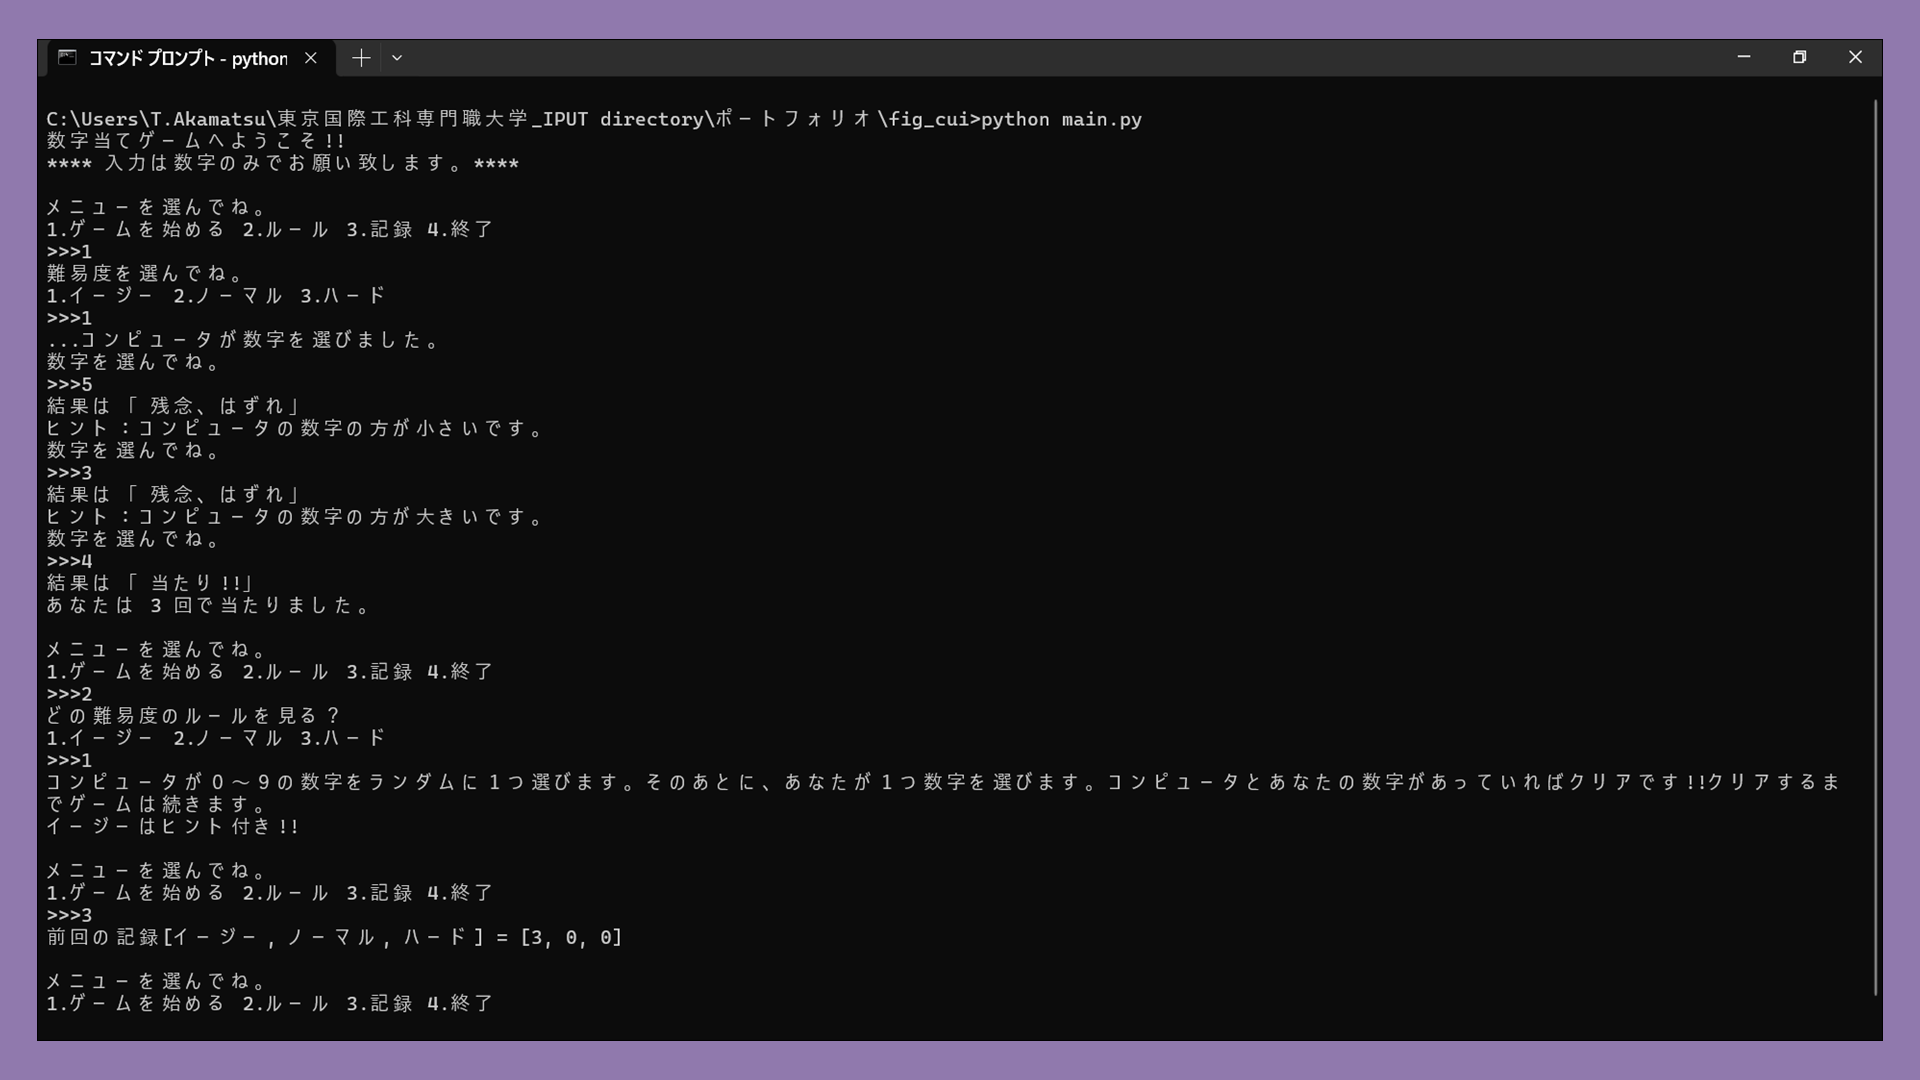 コマンド プロンプト - python
C:\Users\T.Akamatsu\東京国際工科専門職大学_IPUT directory\ポートフォリオ\fig_cui>python main.py
数字当てゲームへようこそ!!
**** 入力は数字のみでお願い致します。****
メニューを選んでね。
1.ゲームを始める 2.ルール 3.記録 4.終了
>>>1
難易度を選んでね。
1.イージー 2.ノーマル 3.ハード
>>>1
...コンピュータが数字を選びました。
数字を選んでね。
>>>5
結果は「残念、はずれ」
ヒント:コンピュータの数字の方が小さいです。
数字を選んでね。
>>>3
結果は「残念、はずれ」
ヒント:コンピュータの数字の方が大きいです。
数字を選んでね。
>>>4
結果は「当たり!!」
あなたは 3 回で当たりました。
メニューを選んでね。
1.ゲームを始める 2.ルール 3.記録 4.終了
>>>2
どの難易度のルールを見る?
1.イージー 2.ノーマル 3.ハード
>>>1
コンピュータが0～9の数字をランダムに1つ選びます。そのあとに、あなたが1つ数字を選びます。コンピュータとあなたの数字があっていればクリアです!!クリアするま
でゲームは続きます。
イージーはヒント付き!!
メニューを選んでね。
1.ゲームを始める 2.ルール 3.記録 4.終了
>>>3
前回の記録[イージー,ノーマル,ハード] = [3, 0, 0]
メニューを選んでね。
1.ゲームを始める 2.ルール 3.記録 4.終了